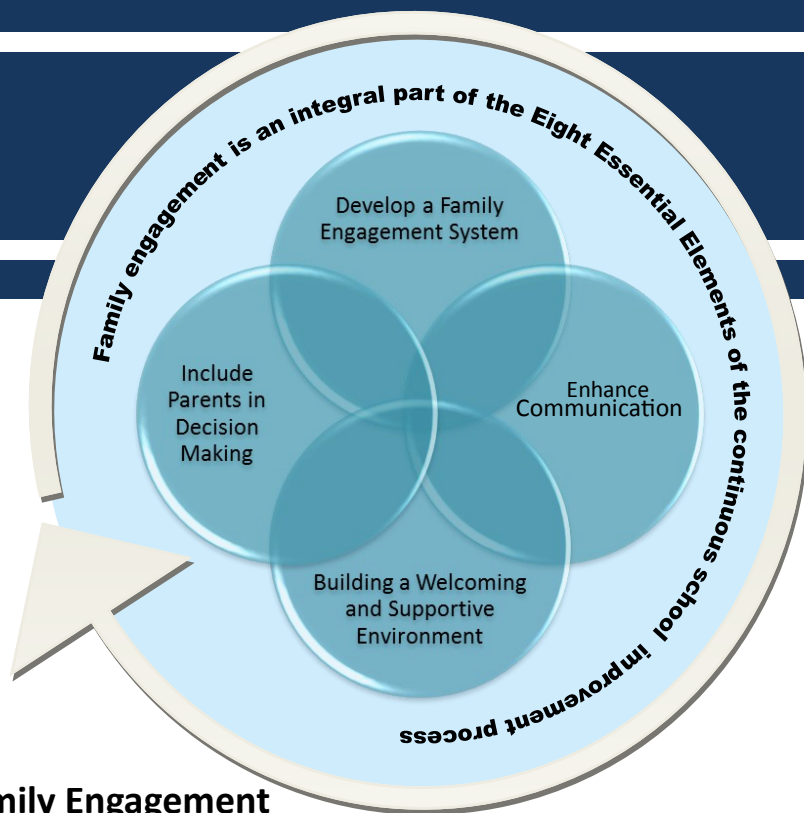 Family engagement is an integral part of the Eight Essential Elements of the continuous school improvement process
Develop a Family
Engagement System
Include
Parents in
Decision
Making
Enhance
Communication
Building a Welcoming
and Supportive
Environment
Engagement